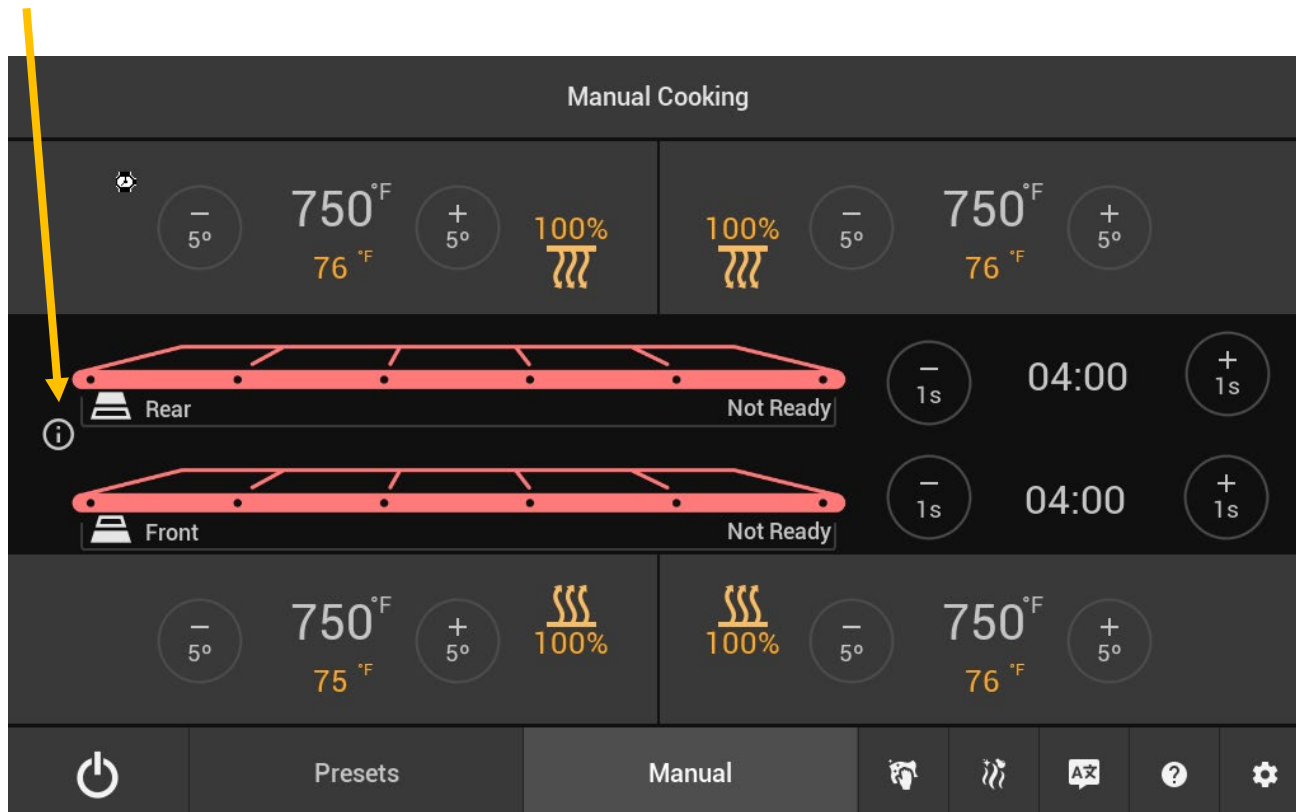 Manual Cooking
− 5º 750°F + 5º 100% 100% − 5º 750°F + 5º
76 °F 76 °F
− 1s 04:00 + 1s
Rear Not Ready
− 1s 04:00 + 1s
Front Not Ready
− 5º 750°F + 5º 100% 100% − 5º 750°F + 5º
75 °F 76 °F
Presets Manual A文 ?